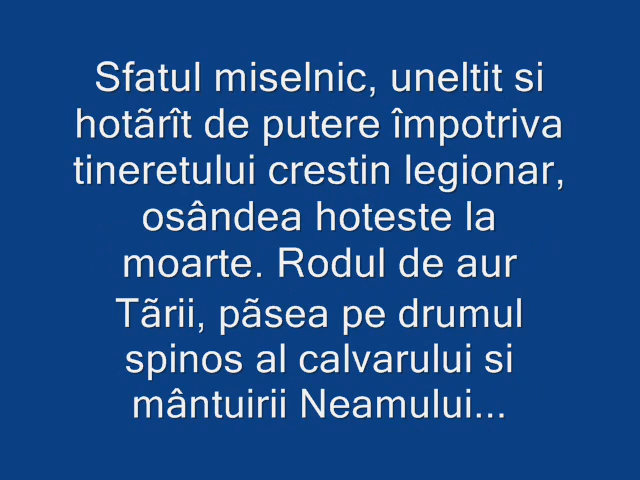 Sfatul miselnic, uneltit si
hotãrît de putere împotriva
tineretului crestin legionar,
osândea hoteste la
moarte. Rodul de aur
Tãrii, pãsea pe drumul
spinos al calvarului si
mântuirii Neamului...